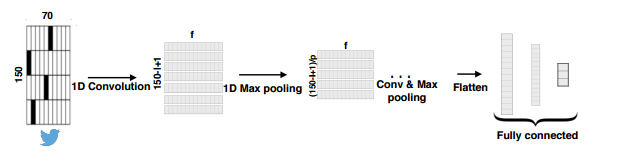 70
150
1D Convolution
f
150-l+1
1D Max pooling
f
(150-l+1)/p
. . .
Conv & Max
pooling
Flatten
Fully connected